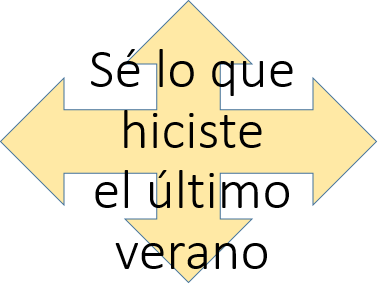 Sé lo que
hiciste
el último
verano